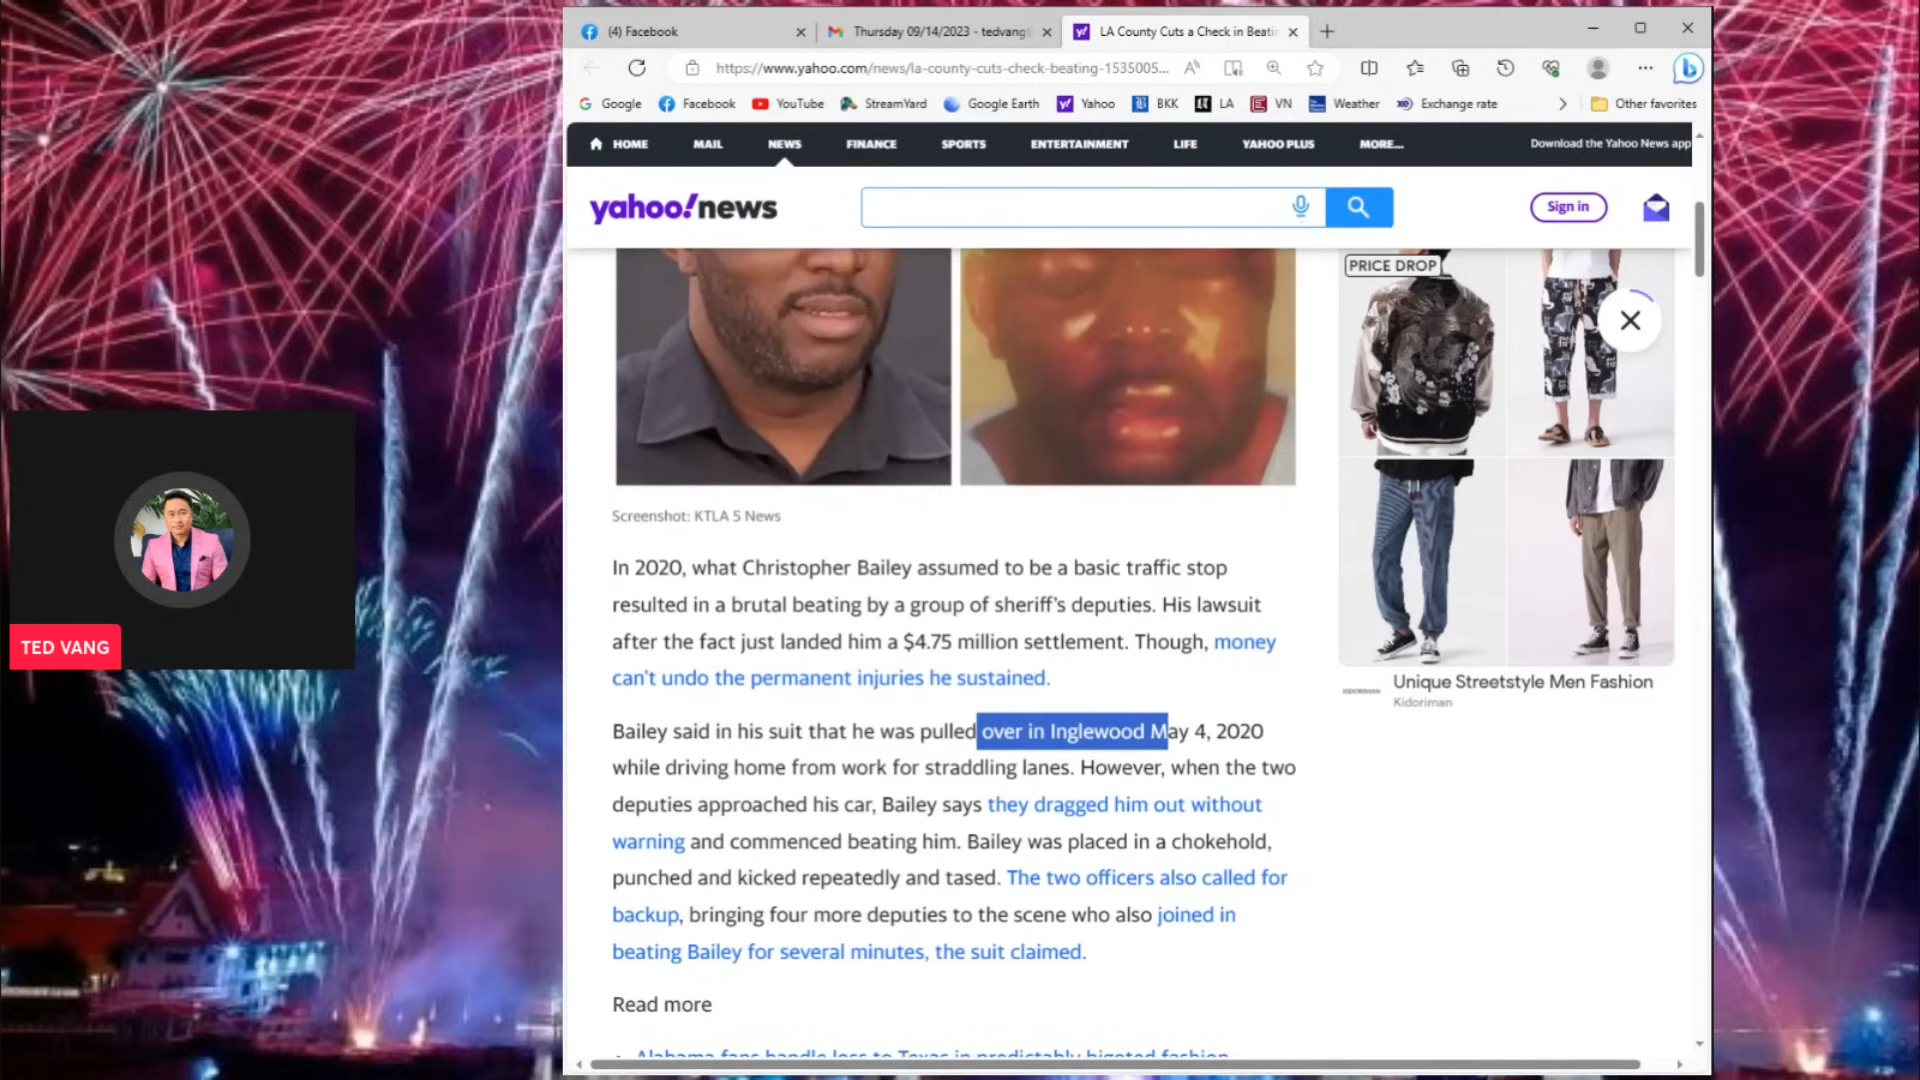 (4) Facebook
Thursday 09/14/2023 - tedvang
LA County Cuts a Check in Beati
https://www.yahoo.com/news/la-county-cuts-check-beating-1535005...
Google
Facebook
YouTube
StreamYard
Google Earth
Yahoo
BKK
LA
VN
Weather
Exchange rate
Other favorites
HOME
MAIL
NEWS
FINANCE
SPORTS
ENTERTAINMENT
LIFE
YAHOO PLUS
MORE...
Download the Yahoo News app
yahoo!news
Sign in
PRICE DROP
Screenshot: KTLA 5 News
In 2020, what Christopher Bailey assumed to be a basic traffic stop
resulted in a brutal beating by a group of sheriff's deputies. His lawsuit
after the fact just landed him a $4.75 million settlement. Though, money
can't undo the permanent injuries he sustained.
Bailey said in his suit that he was pulled over in Inglewood May 4, 2020
while driving home from work for straddling lanes. However, when the two
deputies approached his car, Bailey says they dragged him out without
warning and commenced beating him. Bailey was placed in a chokehold,
punched and kicked repeatedly and tased. The two officers also called for
backup, bringing four more deputies to the scene who also joined in
beating Bailey for several minutes, the suit claimed.
Read more
Alabama fans handle loss to Texas in predictably bigoted fashion
KIDORIMAN
Unique Streetstyle Men Fashion
Kidoriman
TED VANG